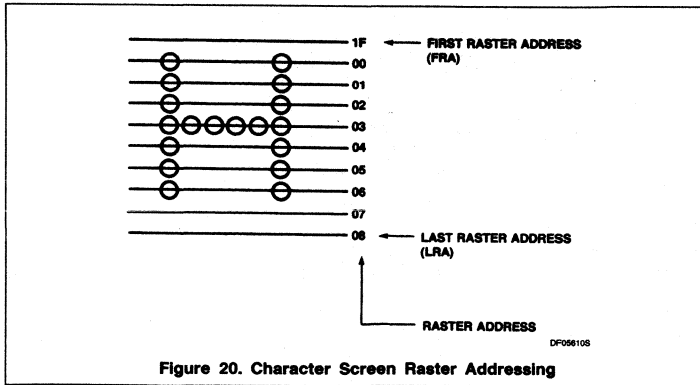 1F FIRST RASTER ADDRESS
(FRA)
00
01
02
03
04
05
06
07
08 LAST RASTER ADDRESS
(LRA)
RASTER ADDRESS
DF05610S
Figure 20. Character Screen Raster Addressing